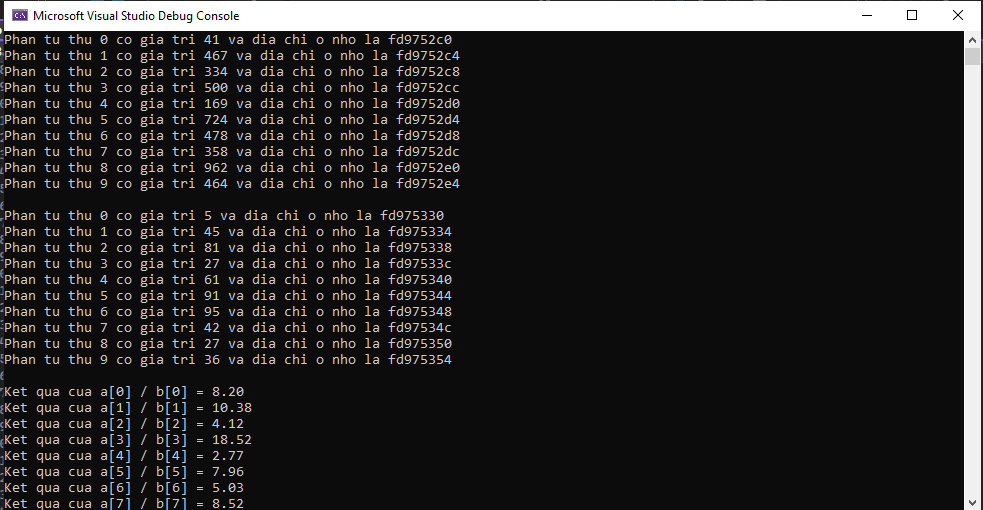 Microsoft Visual Studio Debug Console
Phan tu thu 0 co gia tri 41 va dia chi o nho la fd9752c0
Phan tu thu 1 co gia tri 467 va dia chi o nho la fd9752c4
Phan tu thu 2 co gia tri 334 va dia chi o nho la fd9752c8
Phan tu thu 3 co gia tri 500 va dia chi o nho la fd9752cc
Phan tu thu 4 co gia tri 169 va dia chi o nho la fd9752d0
Phan tu thu 5 co gia tri 724 va dia chi o nho la fd9752d4
Phan tu thu 6 co gia tri 478 va dia chi o nho la fd9752d8
Phan tu thu 7 co gia tri 358 va dia chi o nho la fd9752dc
Phan tu thu 8 co gia tri 962 va dia chi o nho la fd9752e0
Phan tu thu 9 co gia tri 464 va dia chi o nho la fd9752e4
Phan tu thu 0 co gia tri 5 va dia chi o nho la fd975330
Phan tu thu 1 co gia tri 45 va dia chi o nho la fd975334
Phan tu thu 2 co gia tri 81 va dia chi o nho la fd975338
Phan tu thu 3 co gia tri 27 va dia chi o nho la fd97533c
Phan tu thu 4 co gia tri 61 va dia chi o nho la fd975340
Phan tu thu 5 co gia tri 91 va dia chi o nho la fd975344
Phan tu thu 6 co gia tri 95 va dia chi o nho la fd975348
Phan tu thu 7 co gia tri 42 va dia chi o nho la fd97534c
Phan tu thu 8 co gia tri 27 va dia chi o nho la fd975350
Phan tu thu 9 co gia tri 36 va dia chi o nho la fd975354
Ket qua cua a[0] / b[0] = 8.20
Ket qua cua a[1] / b[1] = 10.38
Ket qua cua a[2] / b[2] = 4.12
Ket qua cua a[3] / b[3] = 18.52
Ket qua cua a[4] / b[4] = 2.77
Ket qua cua a[5] / b[5] = 7.96
Ket qua cua a[6] / b[6] = 5.03
Ket qua cua a[7] / b[7] = 8.52